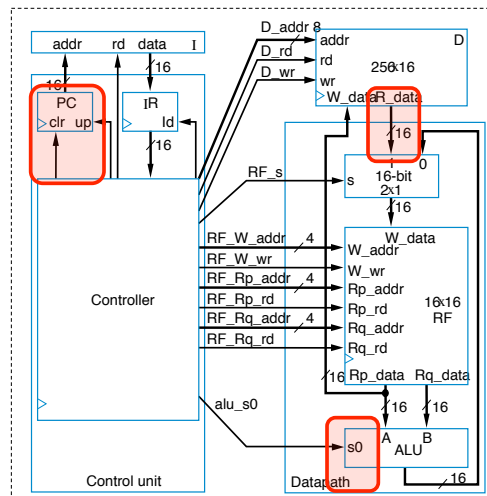 addr rd data I
16
16
PC
clr up
IR
ld
16
Controller
Control unit
D_addr 8
D_rd
D_wr
RF_s
RF_W_addr 4
RF_W_wr
RF_Rp_addr 4
RF_Rp_rd
RF_Rq_addr 4
RF_Rq_rd
alu_s0
D
addr
rd
wr
256x16
W_data R_data
16
1 0
s
16-bit
2x1
16
W_data
W_addr
W_wr
Rp_addr
Rp_rd
Rq_addr
Rq_rd
16x16
RF
Rp_data Rq_data
16
16
16
s0
A B
ALU
16
Datapath